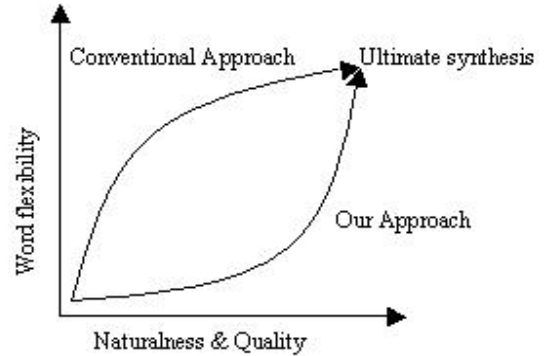 Conventional Approach
Ultimate synthesis
Word flexibility
Our Approach
Naturalness & Quality